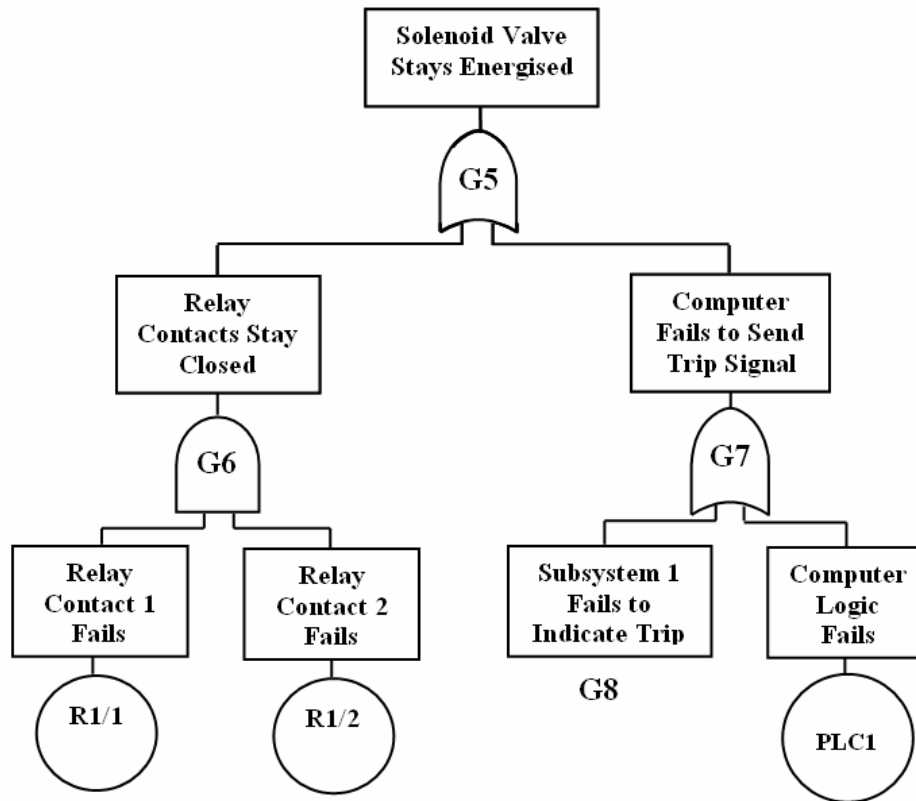 Solenoid Valve
Stays Energised
G5
Relay
Contacts Stay
Closed
Computer
Fails to Send
Trip Signal
G6
G7
Relay
Contact 1
Fails
Relay
Contact 2
Fails
Subsystem 1
Fails to
Indicate Trip
Computer
Logic
Fails
R1/1
R1/2
G8
PLC1